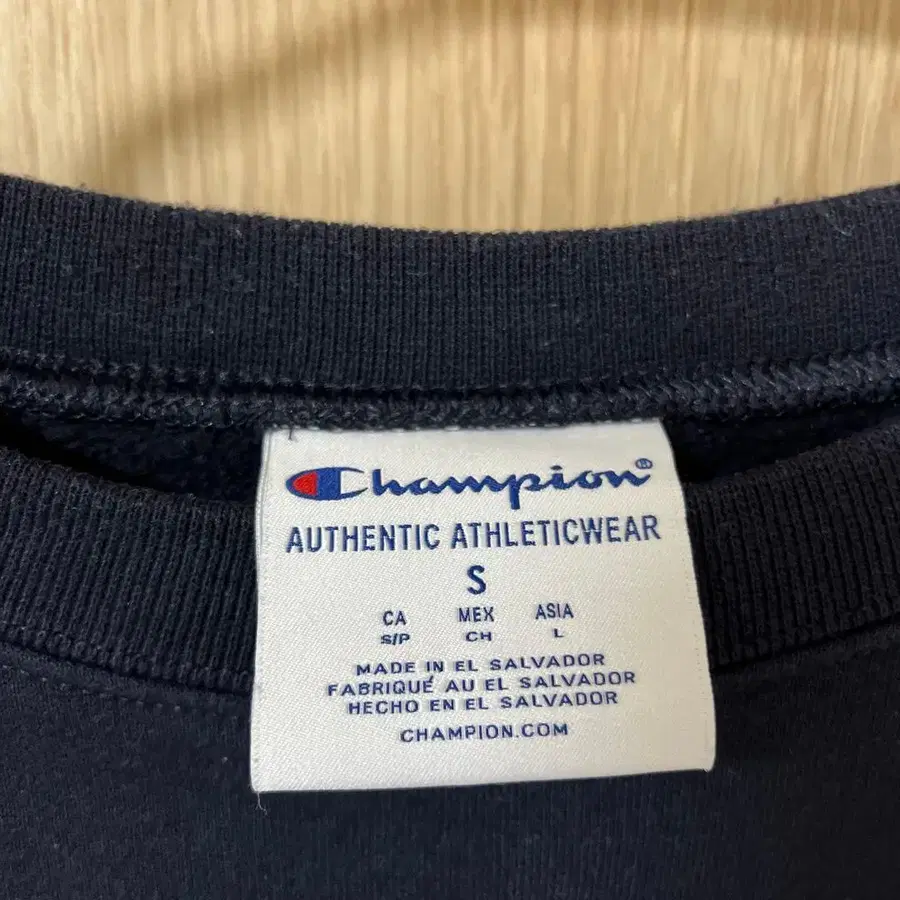 Champion®
AUTHENTIC ATHLETICWEAR
S
CA MEX ASIA
S/P CH L
MADE IN EL SALVADOR
FABRIQUÉ AU EL SALVADOR
HECHO EN EL SALVADOR
CHAMPION.COM